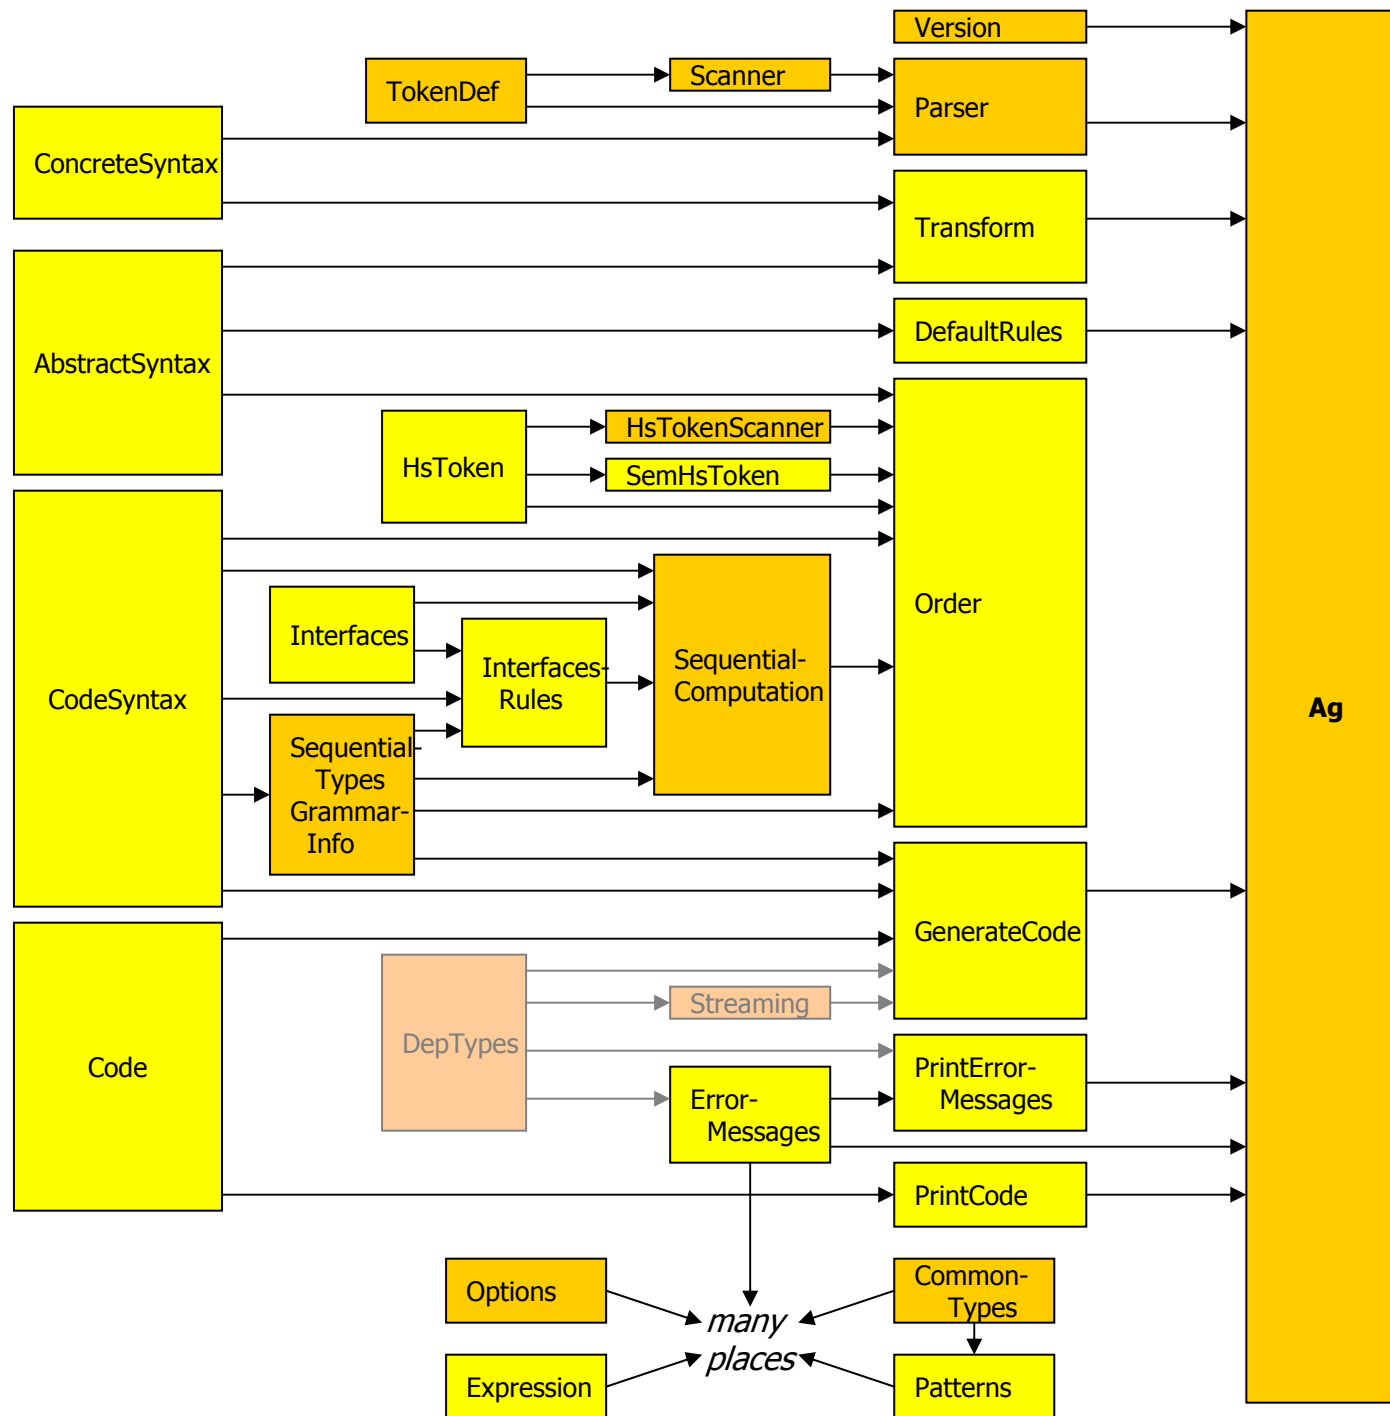 Version
Scanner
TokenDef
Parser
ConcreteSyntax
Transform
DefaultRules
AbstractSyntax
HsTokenScanner
HsToken
SemHsToken
Order
Interfaces
Interfaces-
Rules
Sequential-
Computation
CodeSyntax
Ag
Sequential-
Types
Grammar-
Info
GenerateCode
Streaming
DepTypes
Code
PrintError-
Messages
Error-
Messages
PrintCode
Options
Common-
Types
many
places
Expression
Patterns